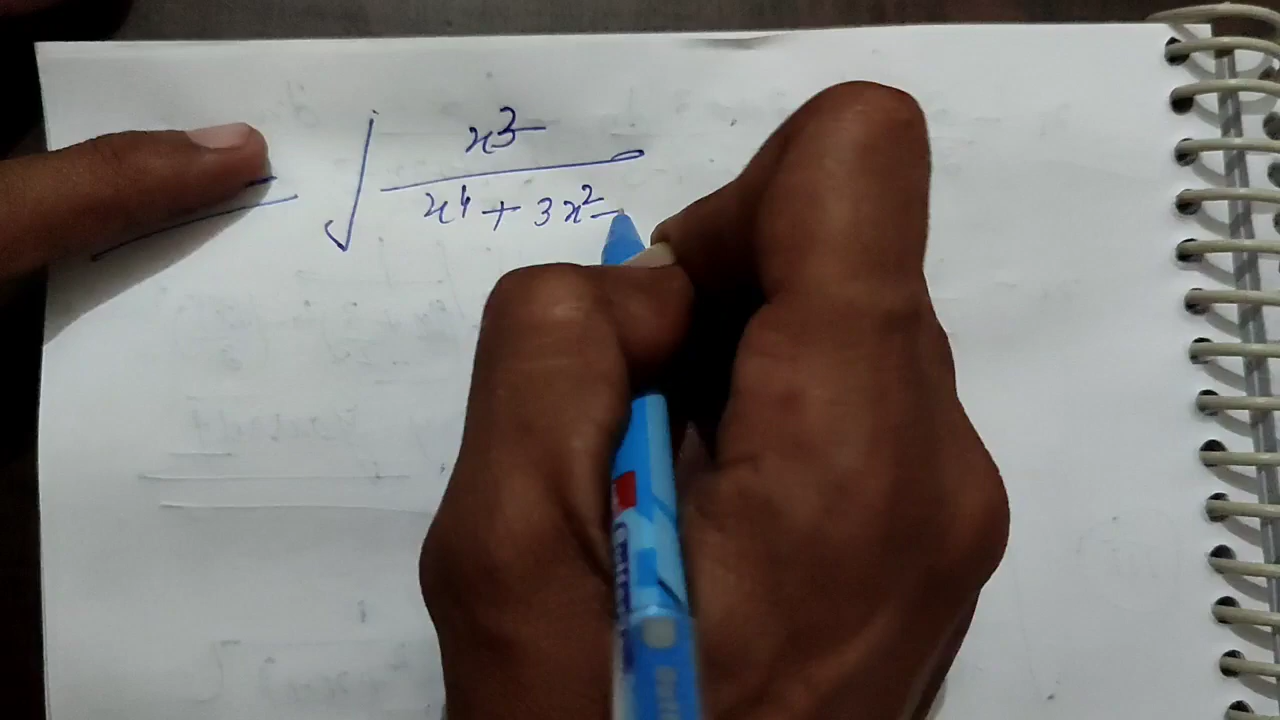 √ x³
x⁴ + 3x² –